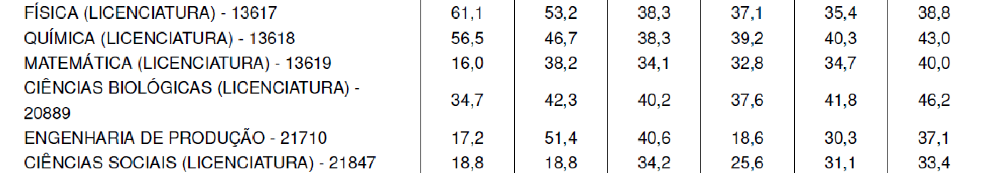 FÍSICA (LICENCIATURA) - 13617 61,1 53,2 38,3 37,1 35,4 38,8
QUÍMICA (LICENCIATURA) - 13618 56,5 46,7 38,3 39,2 40,3 43,0
MATEMÁTICA (LICENCIATURA) - 13619 16,0 38,2 34,1 32,8 34,7 40,0
CIÊNCIAS BIOLÓGICAS (LICENCIATURA) -
34,7 42,3 40,2 37,6 41,8 46,2
20889
ENGENHARIA DE PRODUÇÃO - 21710 17,2 51,4 40,6 18,6 30,3 37,1
CIÊNCIAS SOCIAIS (LICENCIATURA) - 21847 18,8 18,8 34,2 25,6 31,1 33,4